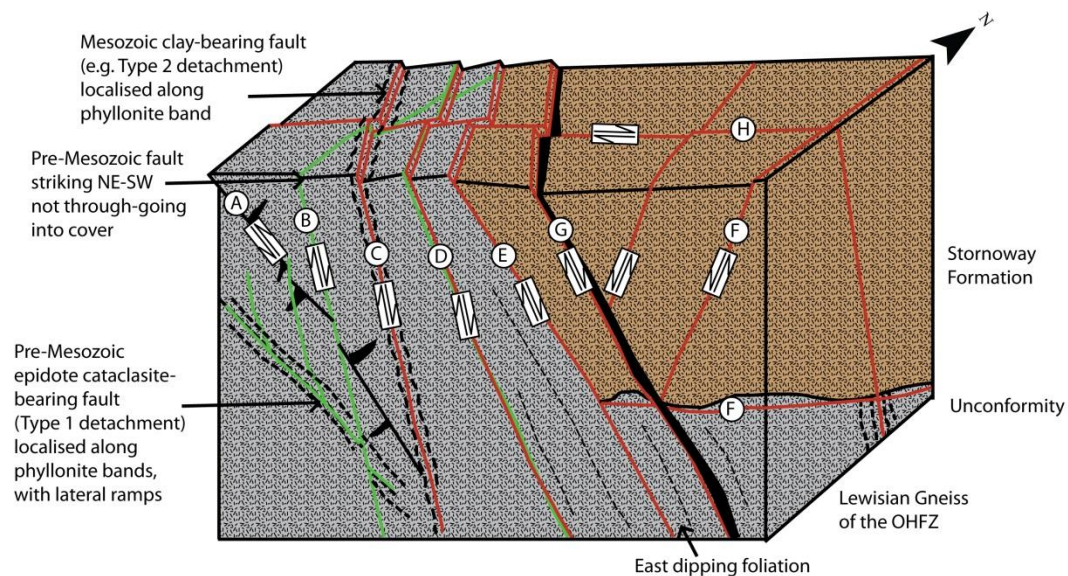 N
Mesozoic clay-bearing fault
(e.g. Type 2 detachment)
localised along
phyllonite band
Pre-Mesozoic fault
striking NE-SW
not through-going
into cover
Pre-Mesozoic
epidote cataclasite-
bearing fault
(Type 1 detachment)
localised along
phyllonite bands,
with lateral ramps
H
A
B
C
D
E
G
F
F
Stornoway
Formation
Unconformity
Lewisian Gneiss
of the OHFZ
East dipping foliation